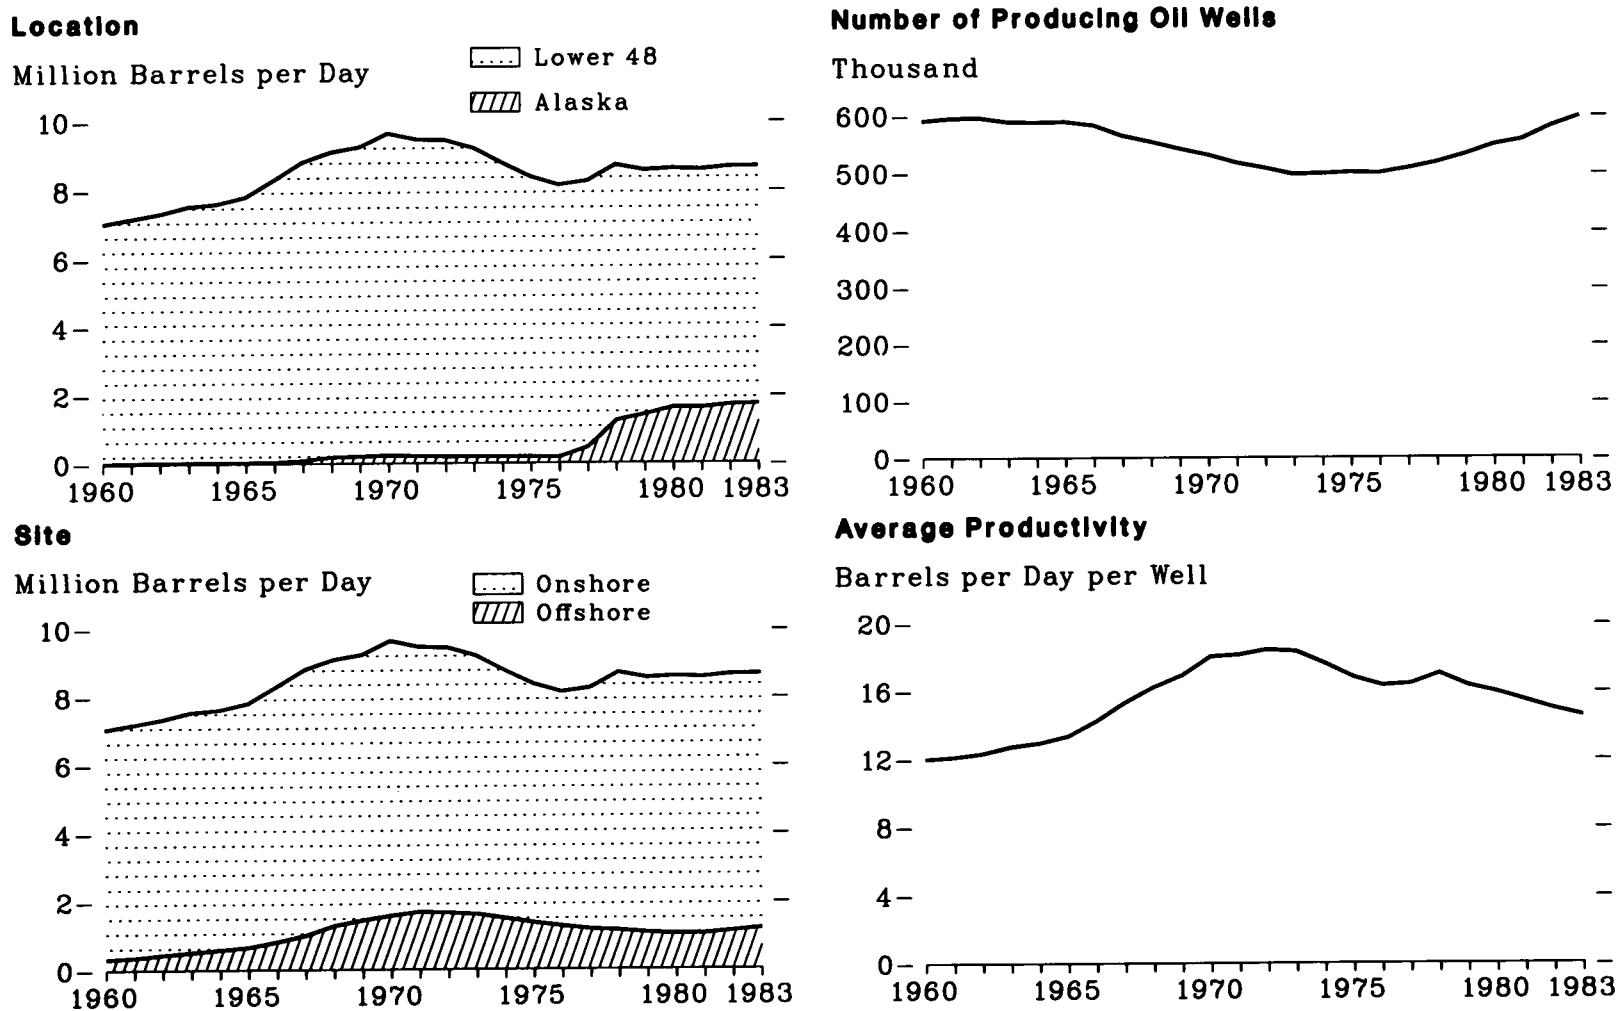 Location
Million Barrels per Day
Lower 48
Alaska
10
8
6
4
2
0
1960 1965 1970 1975 1980 1983
Number of Producing Oil Wells
Thousand
600
500
400
300
200
100
0
1960 1965 1970 1975 1980 1983
Site
Million Barrels per Day
Onshore
Offshore
10
8
6
4
2
0
1960 1965 1970 1975 1980 1983
Average Productivity
Barrels per Day per Well
20
16
12
8
4
0
1960 1965 1970 1975 1980 1983